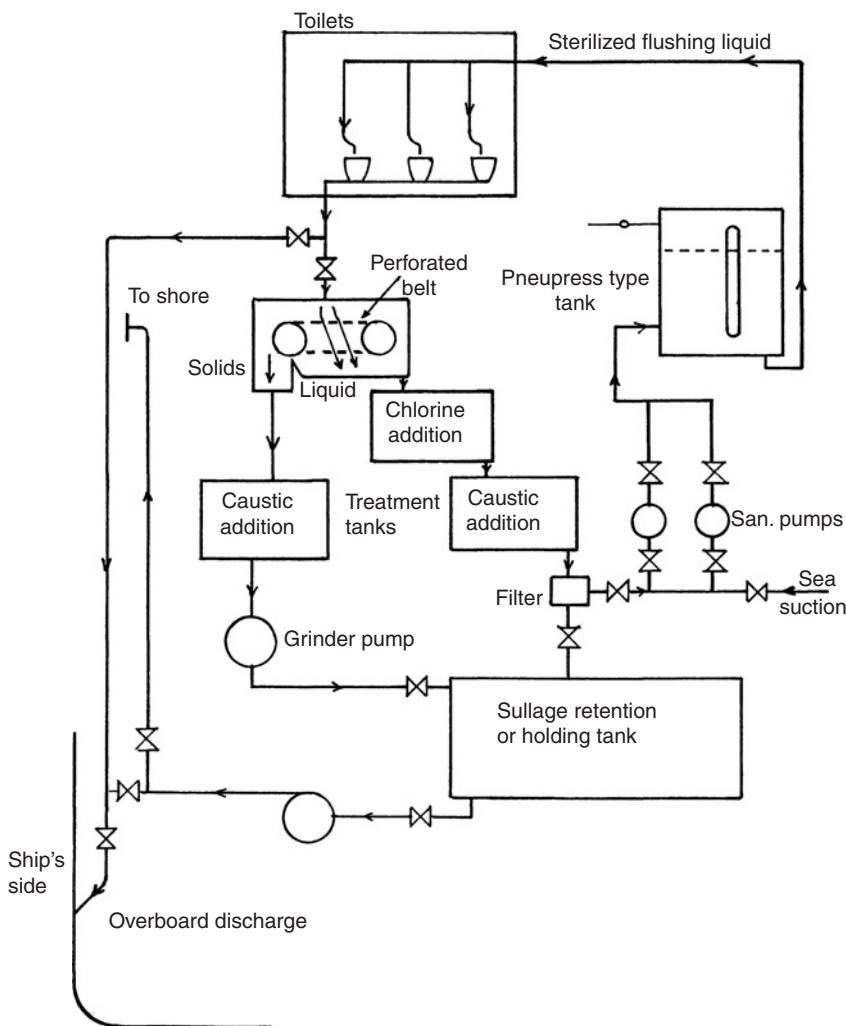 Toilets
Sterilized flushing liquid
Perforated
belt
Pneupress type
tank
To shore
Solids
Liquid
Chlorine
addition
Caustic
addition
Treatment
tanks
Caustic
addition
San. pumps
Filter
Sea
suction
Grinder pump
Sullage retention
or holding tank
Ship's
side
Overboard discharge